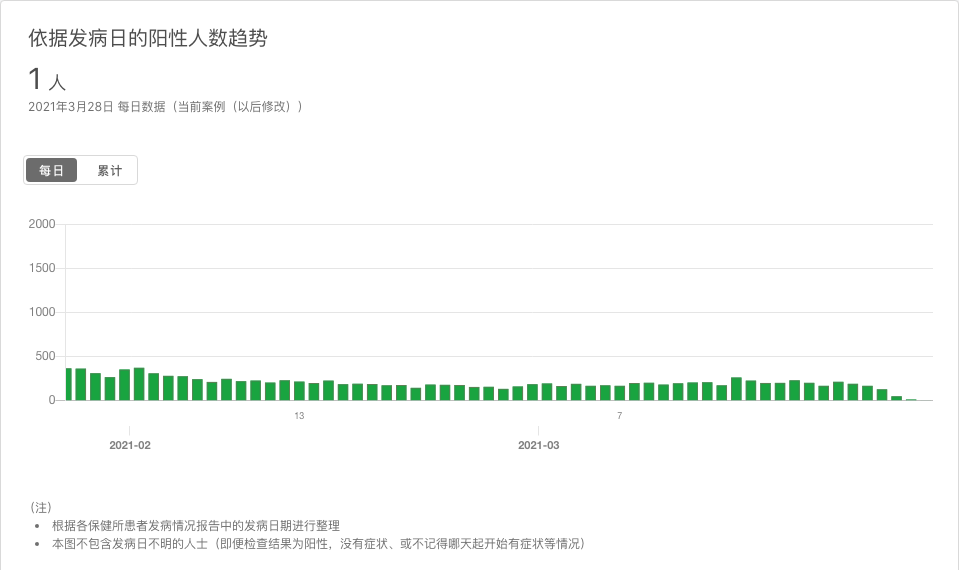 依据发病日的阳性人数趋势
1 人
2021年3月28日 每日数据（当前案例（以后修改））
每日 累计
2000
1500
1000
500
0
13 7
2021-02 2021-03
（注）
• 根据各保健所患者发病情况报告中的发病日期进行整理
• 本图不包含发病日不明的人士（即便检查结果为阳性，没有症状、或不记得哪天起开始有症状等情况）